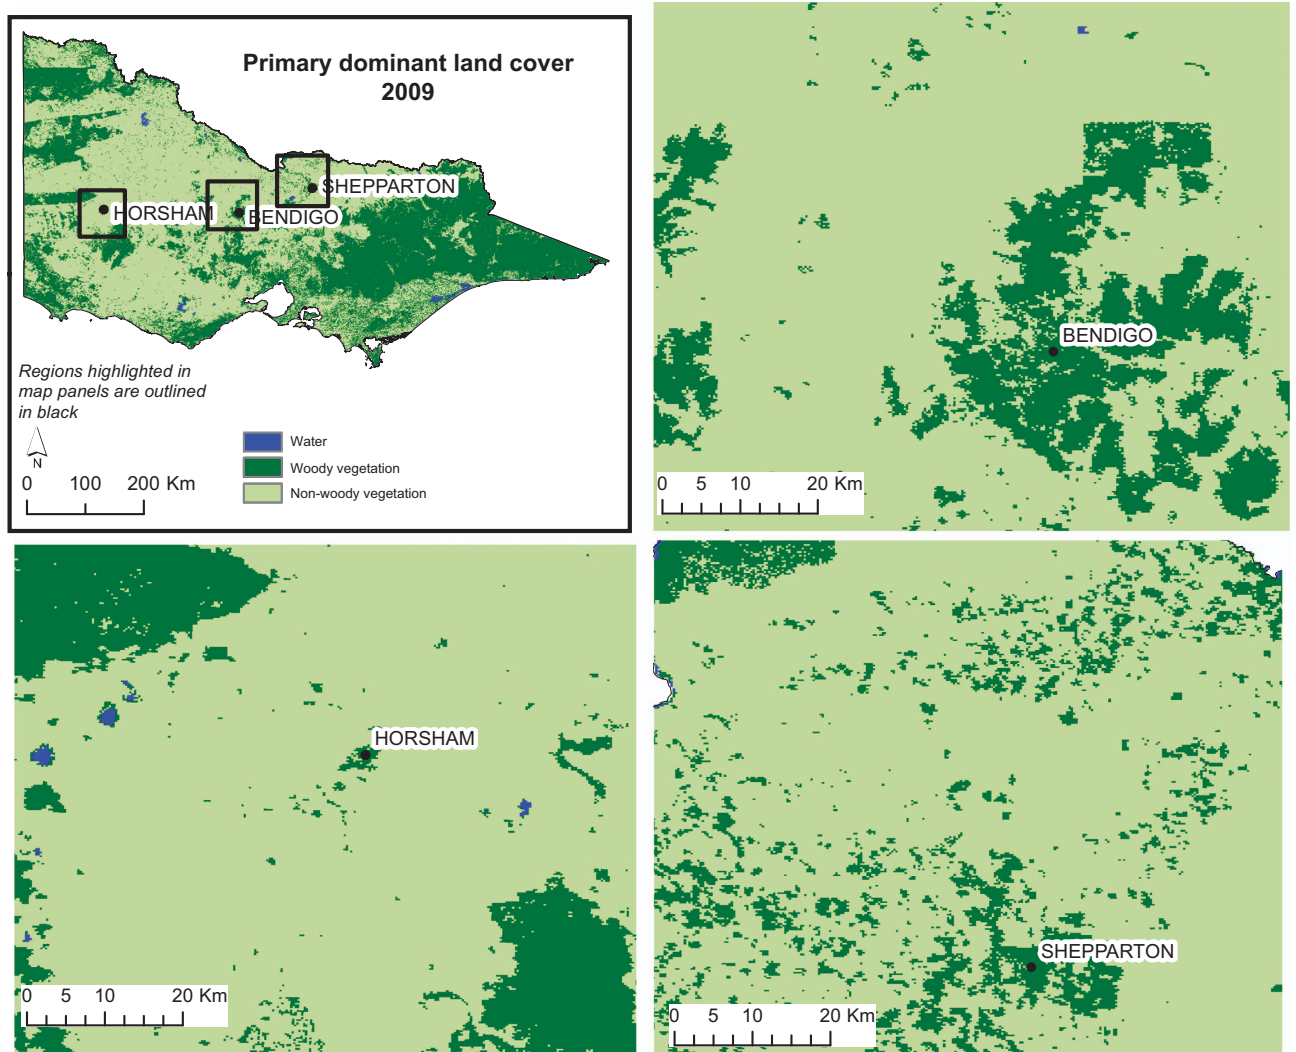 Primary dominant land cover
2009
SHEPPARTON
HORSHAM
BENDIGO
Regions highlighted in
map panels are outlined
in black
N
0 100 200 Km
Water
Woody vegetation
Non-woody vegetation
BENDIGO
0 5 10 20 Km
HORSHAM
0 5 10 20 Km
SHEPPARTON
0 5 10 20 Km